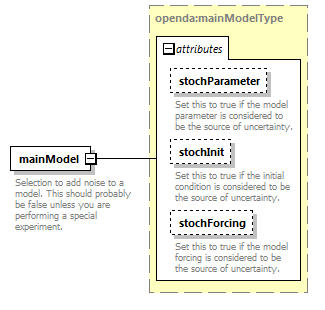 openda:mainModelType
attributes
stochParameter
Set this to true if the model
parameter is considered to
be the source of uncertainty.
mainModel
Selection to add noise to a
model. This should probably
be false unless you are
performing a special
experiment.
stochInit
Set this to true if the initial
condition is considered to be
the source of uncertainty.
stochForcing
Set this to true if the model
forcing is considered to be
the source of uncertainty.